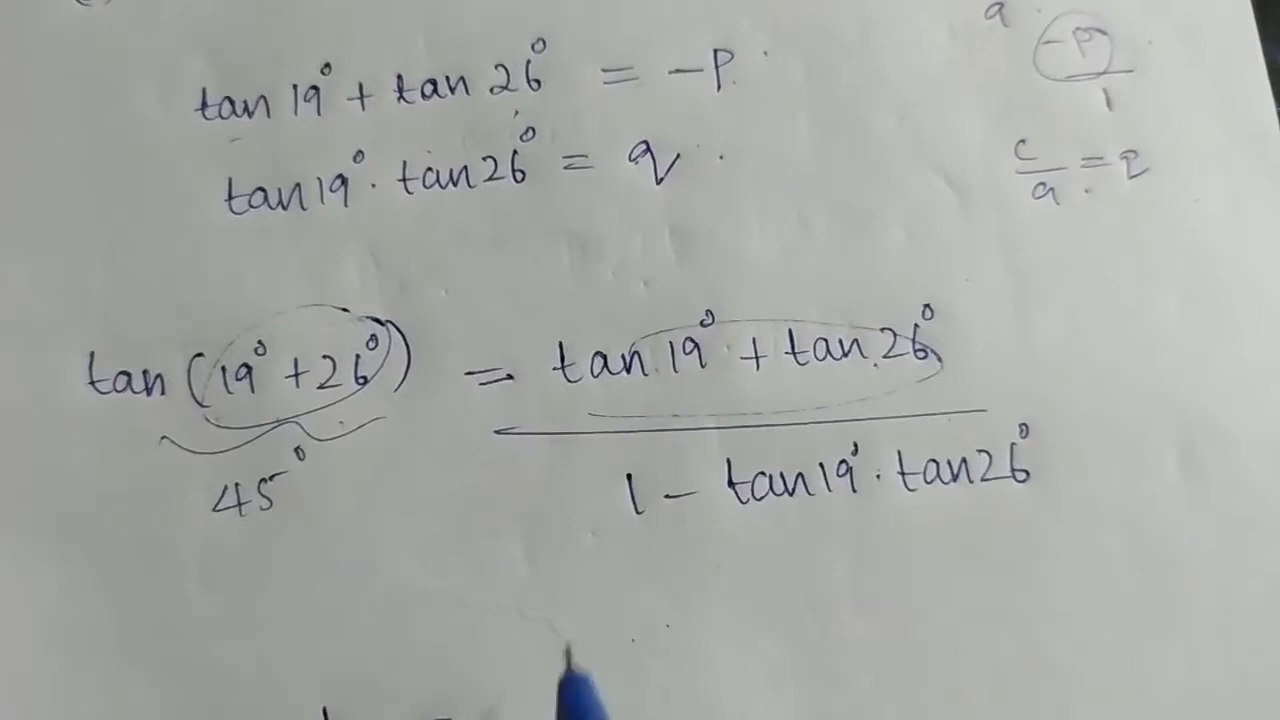 a
tan 19° + tan 26° = -P.
-P
1
tan 19° . tan 26° = q .
c
a = q
tan (19° + 26°) = tan 19° + tan 26°
1 - tan 19° . tan 26°
45°